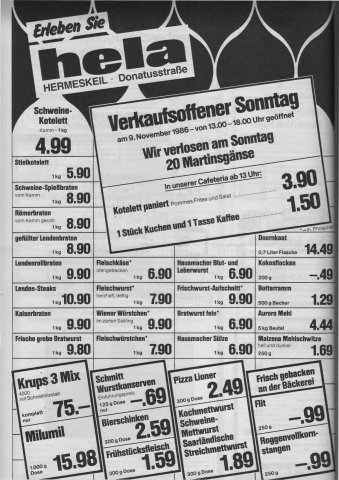 Erleben Sie
hela
HERMESKEIL · Donatusstraße
Verkaufsoffener Sonntag
am 9. November 1986 – von 13.00 - 18.00 Uhr geöffnet
Wir verlosen am Sonntag
20 Martinsgänse
In unserer Cafeteria ab 13 Uhr:
Kotelett paniert Pommes Frites und Salat 3.90
1 Stück Kuchen und 1 Tasse Kaffee 1.50
Schweine-
Kotelett
Kamm – 1 kg
4.99
Stielkotelett
1 kg 5.90
Schweine-Spießbraten
vom Kamm
1 kg 8.90
Römerbraten
vom Kamm gerollt
1 kg 8.90
gefüllter Lendenbraten
1 kg 8.90
Lendenrollbraten
1 kg 9.90
Lenden-Steaks
1 kg 10.90
Kaiserbraten
1 kg 9.90
Frische grobe Bratwurst
1 kg 9.80
Fleischkäse*
ofengebacken
1 kg 6.90
Fleischwurst*
herzhaft, deftig
1 kg 7.90
Wiener Würstchen*
im zarten Saitling
1 kg 9.90
Fleischwürstchen*
1 kg 7.90
Hausmacher Blut- und
Leberwurst
1 kg 6.90
Frischwurst-Aufschnitt*
1 kg 9.90
Bratwurst fein*
1 kg 6.90
Hausmacher Sülze
1 kg 6.90
Doornkaat
0,7 Liter Flasche 14.49
Kokosflocken
200 g -.49
Botterramm
500 g Becher 1.29
Aurora Mehl
5 kg Beutel 4.44
Maizena Mehlschwitze
hell und dunkel
250 g 1.69
Krups 3 Mix
komplett
nur 75.–
Milumil
1.000 g
Dose 15.98
Schmitt
Wurstkonserven
Einführungspreis
125 g Dose
nur -.69
Bierschinken
300 g Dose 2.59
Frühstücksfleisch
300 g Dose 1.59
Pizza Lioner
300 g Dose 2.49
Kochmettwurst
Schweine-
Mettwurst
Saarländische
Streichmettwurst
300 g Dose 1.89
Frisch gebacken
an der Bäckerei
Flit
250 g -.99
Roggenvollkorn-
stangen
250 g -.99